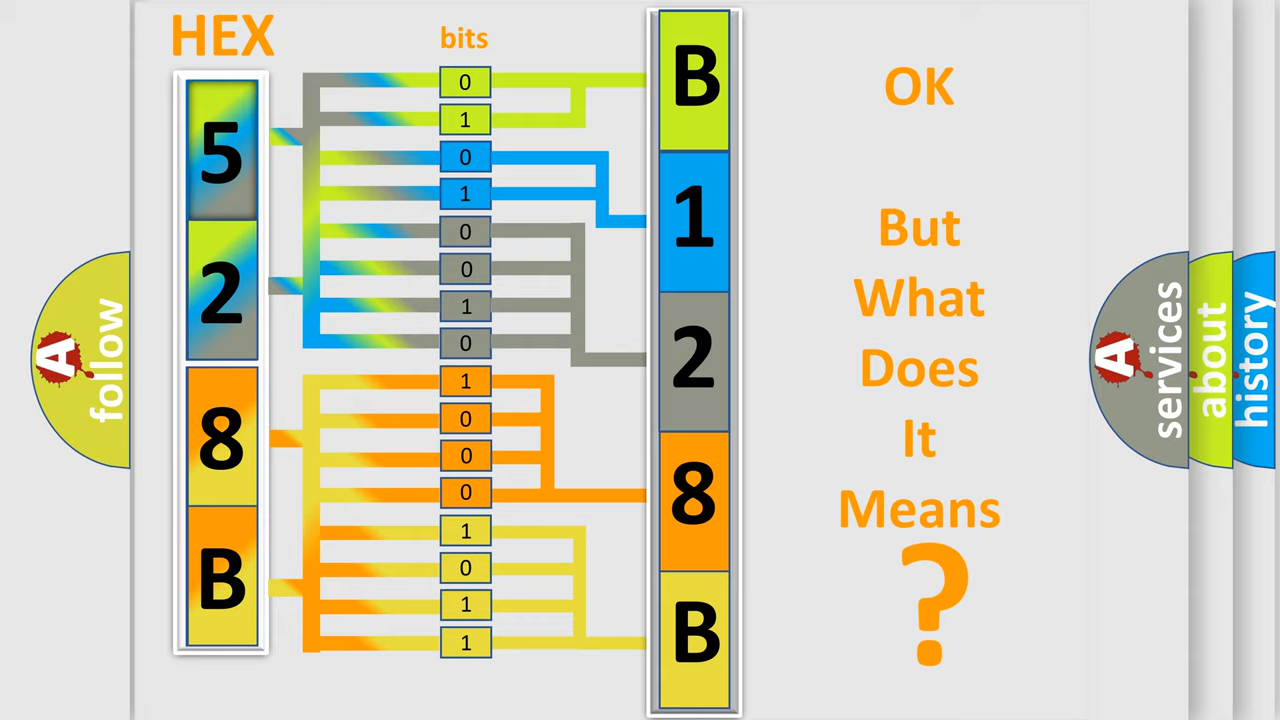 HEX
bits
5
2
8
B
0
1
0
1
0
0
1
0
1
0
0
0
1
0
1
1
B
1
2
8
B
OK
But
What
Does
It
Means
?
A
follow
A
services
about
history